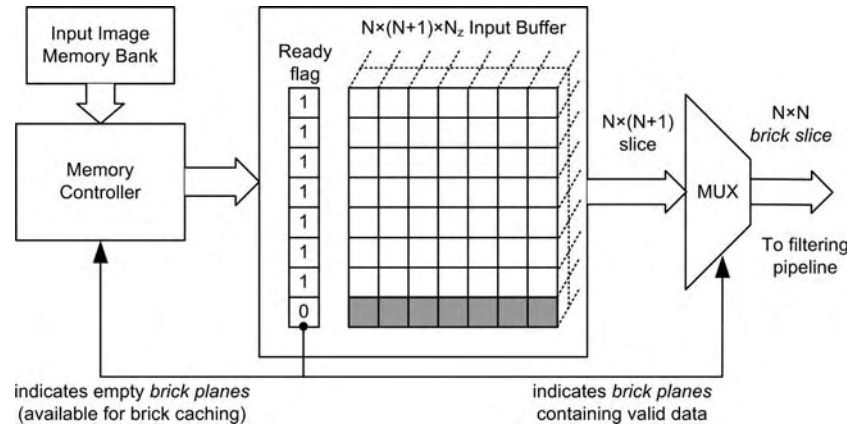 Input Image
Memory Bank
Memory
Controller
N×(N+1)×Nz Input Buffer
Ready
flag
1
1
1
1
1
1
1
0
N×(N+1)
slice
MUX
N×N
brick slice
To filtering
pipeline
indicates empty brick planes
(available for brick caching)
indicates brick planes
containing valid data